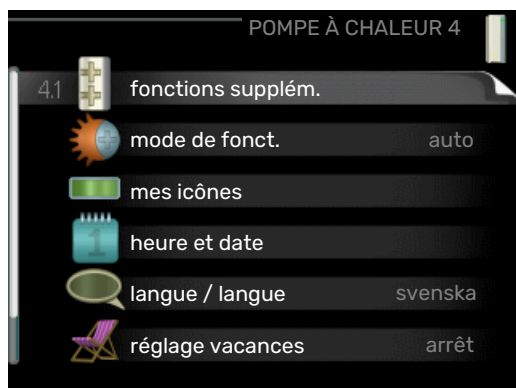 POMPE À CHALEUR 4
4.1 fonctions supplém.
mode de fonct. auto
mes icônes
1
heure et date
langue / langue svenska
réglage vacances arrêt